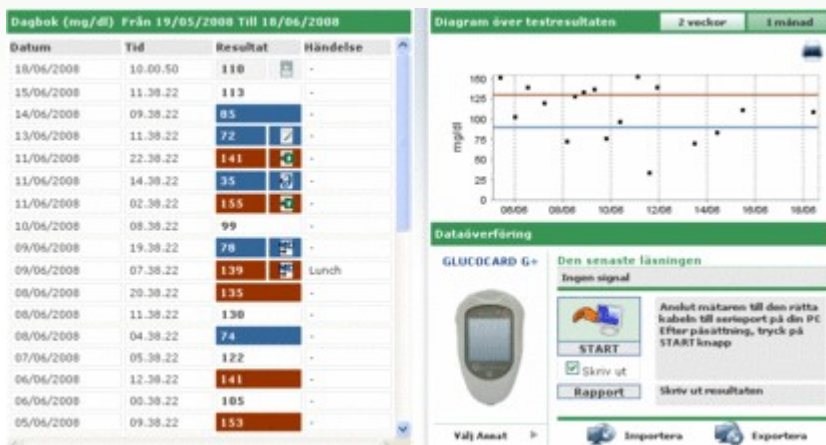 Dagbok (mg/dl) Från 19/05/2008 Till 18/06/2008
Datum Tid Resultat Händelse
18/06/2008 10.00.50 110 -
15/06/2008 11.38.22 113 -
14/06/2008 09.38.22 85 -
13/06/2008 11.38.22 72 -
11/06/2008 22.38.22 141 -
11/06/2008 14.38.22 35 -
11/06/2008 02.38.22 155 -
10/06/2008 08.38.22 99 -
09/06/2008 19.38.22 78 -
09/06/2008 07.38.22 139 Lunch
08/06/2008 20.38.22 135 -
08/06/2008 11.38.22 130 -
08/06/2008 04.38.22 74 -
07/06/2008 05.38.22 122 -
06/06/2008 12.38.22 141 -
06/06/2008 00.38.22 105 -
05/06/2008 09.38.22 153 -
Diagram över testresultaten 2 veckor 1 månad
mg/dl
150
125
100
75
50
25
0
06/06 08/06 10/06 12/06 14/06 16/06 18/06
Dataöverföring
GLUCOCARD G+
Den senaste läsningen
Ingen signal
START
Anslut mätaren till den rätta
kabeln till serieport på din PC
Efter påsättning, tryck på
START knapp
Skriv ut
Rapport Skriv ut resultaten
Välj Annat
Importera Exportera